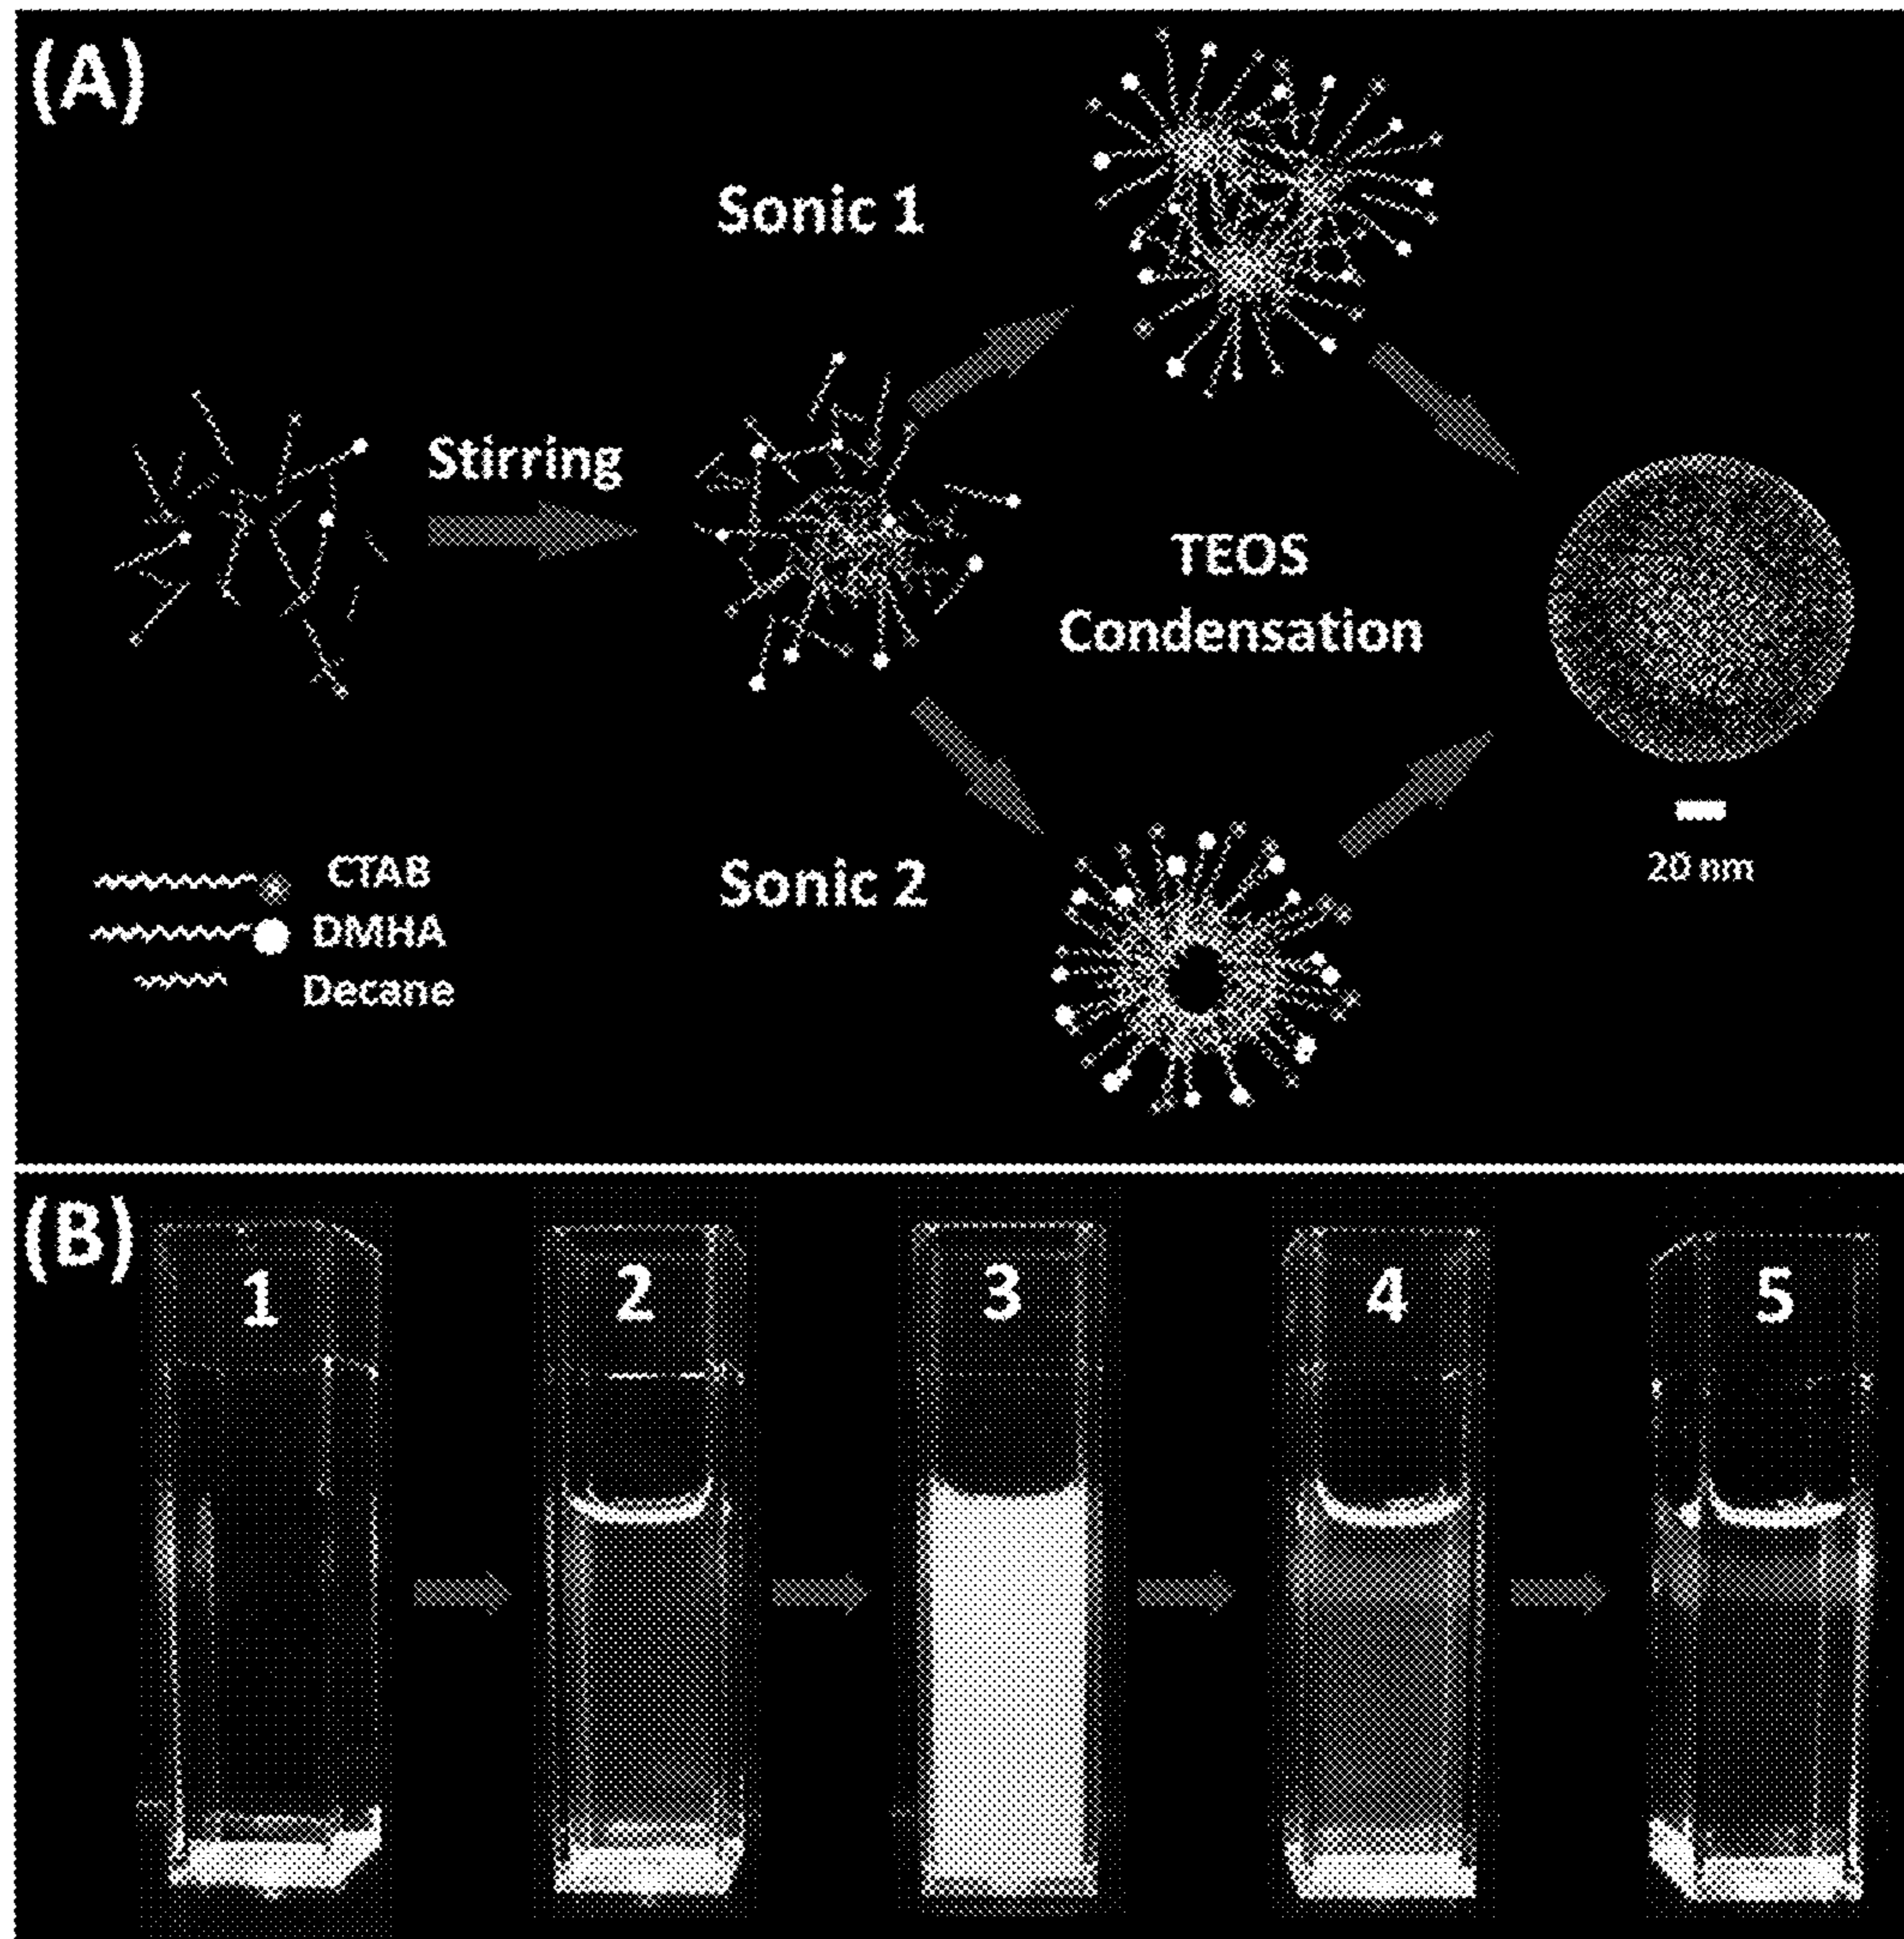 (A)
Sonic 1
Stirring
TEOS
Condensation
20 nm
CTAB
DMHA
Decane
Sonic 2
(B)
1
2
3
4
5